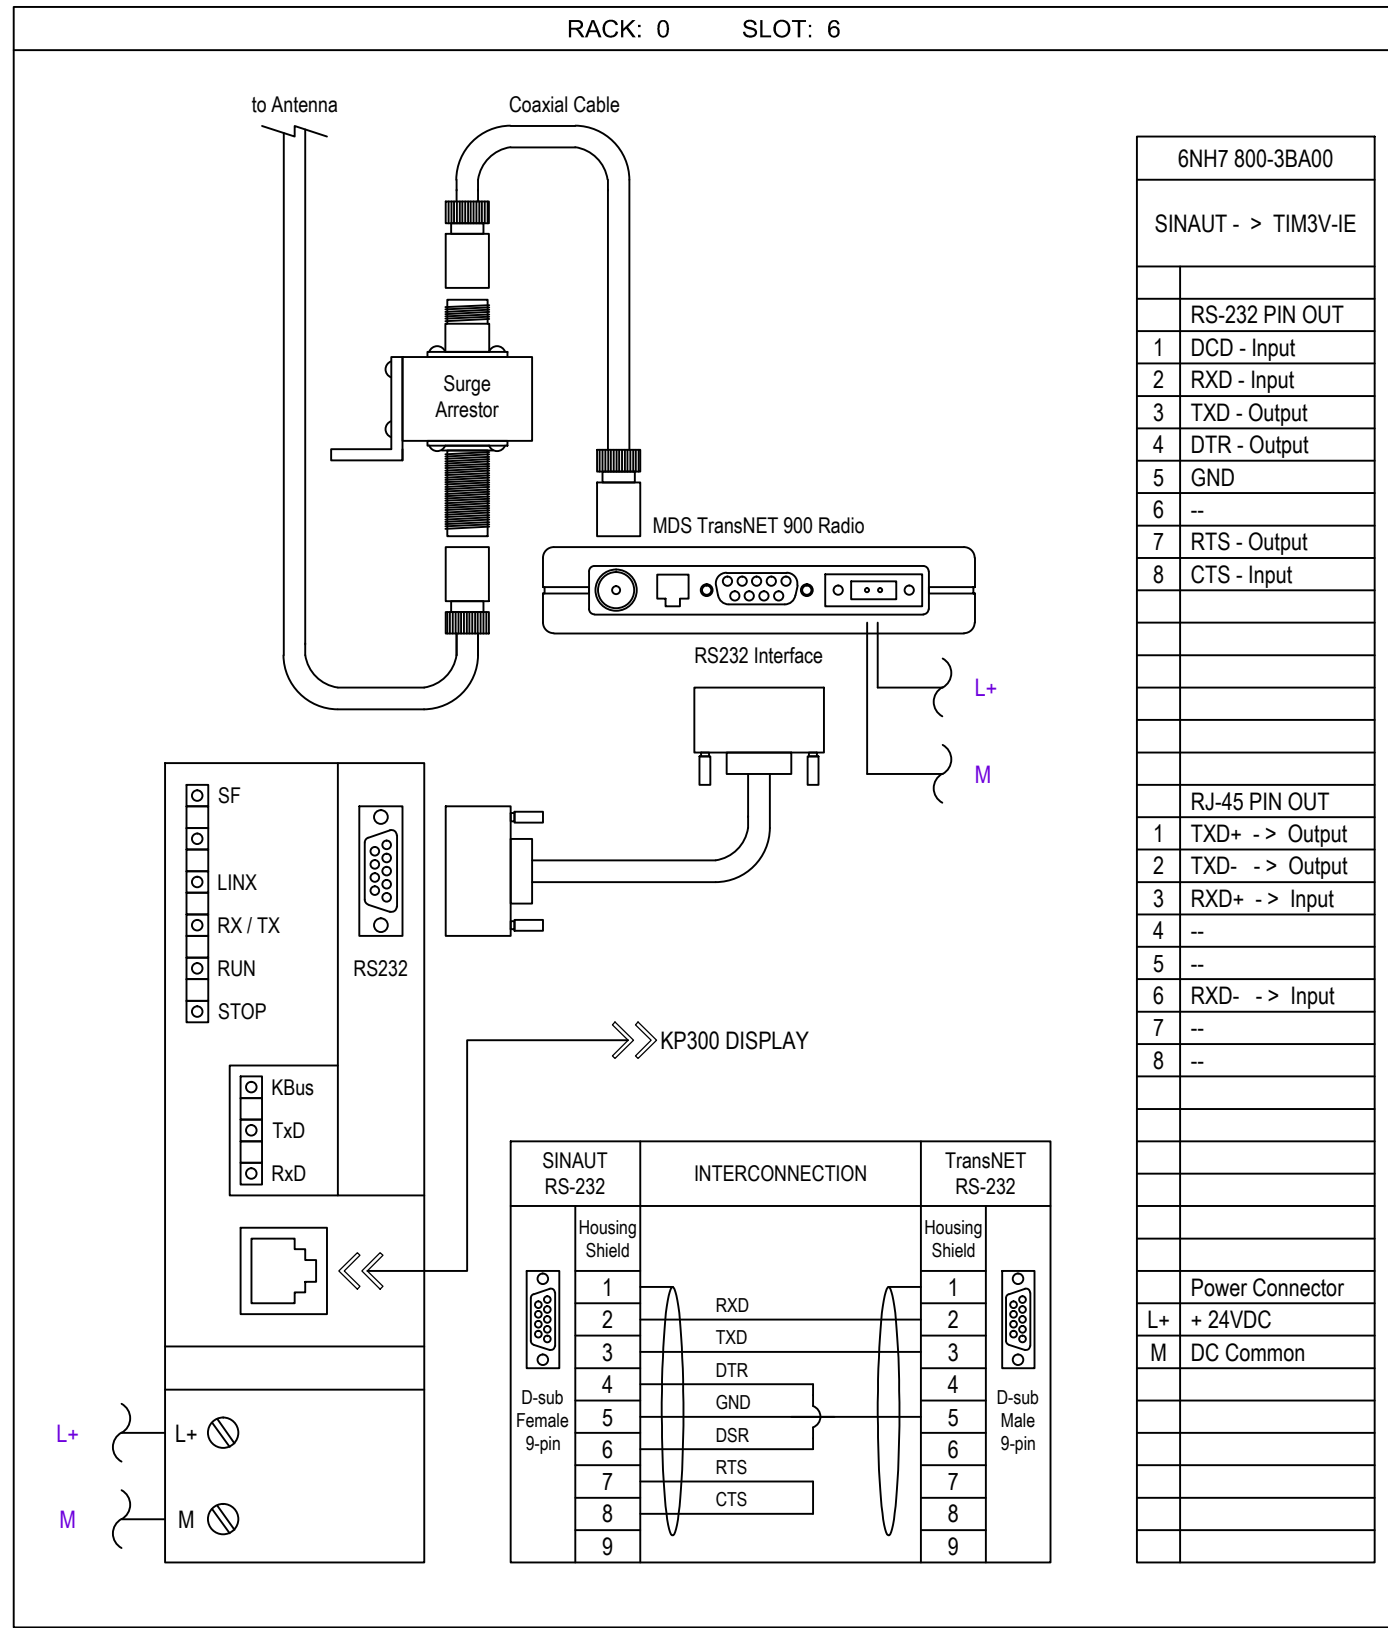 RACK: 0 SLOT: 6
to Antenna
Coaxial Cable
Surge
Arrestor
MDS TransNET 900 Radio
RS232 Interface
L+
M
SF
LINX
RX / TX
RUN
STOP
RS232
KBus
TxD
RxD
KP300 DISPLAY
L+
L+
M
M
SINAUT
RS-232
INTERCONNECTION
TransNET
RS-232
Housing
Shield
Housing
Shield
1
1
RXD
2
2
TXD
3
3
DTR
4
4
GND
5
5
DSR
6
6
RTS
7
7
CTS
8
8
9
9
D-sub
Female
9-pin
D-sub
Male
9-pin
6NH7 800-3BA00
SINAUT - > TIM3V-IE
RS-232 PIN OUT
1 DCD - Input
2 RXD - Input
3 TXD - Output
4 DTR - Output
5 GND
6 --
7 RTS - Output
8 CTS - Input
RJ-45 PIN OUT
1 TXD+ - > Output
2 TXD- - > Output
3 RXD+ - > Input
4 --
5 --
6 RXD- - > Input
7 --
8 --
Power Connector
L+ + 24VDC
M DC Common